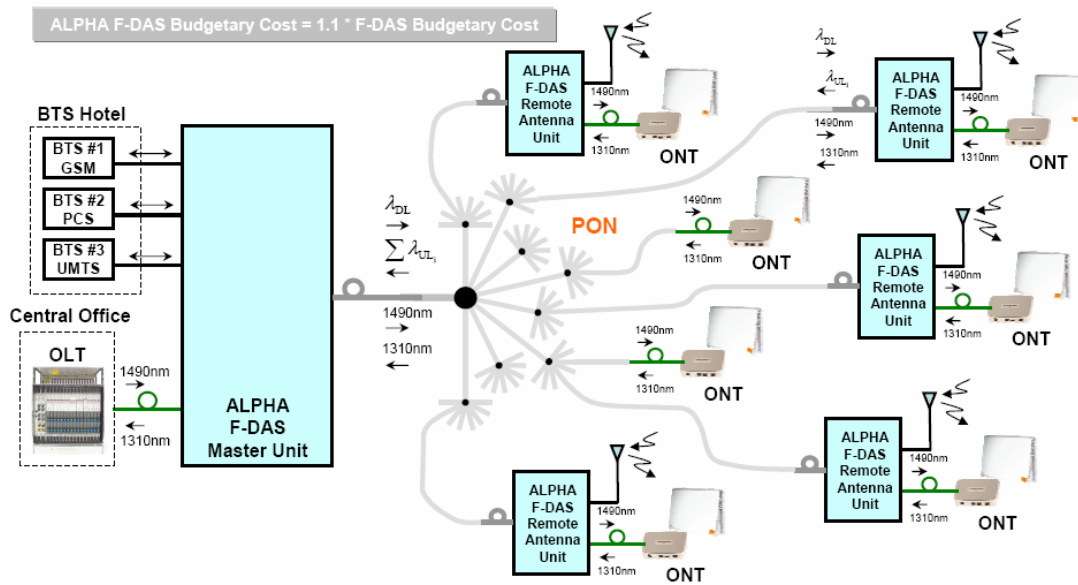 ALPHA F-DAS Budgetary Cost = 1.1 * F-DAS Budgetary Cost
BTS Hotel
BTS #1
GSM
BTS #2
PCS
BTS #3
UMTS
Central Office
OLT
1490nm
1310nm
ALPHA
F-DAS
Master Unit
λDL
∑ λULi
1490nm
1310nm
PON
ALPHA
F-DAS
Remote
Antenna
Unit
1490nm
1310nm
ONT
λDL
λULi
1490nm
1310nm
ALPHA
F-DAS
Remote
Antenna
Unit
1490nm
1310nm
ONT
1490nm
1310nm
ONT
ALPHA
F-DAS
Remote
Antenna
Unit
1490nm
1310nm
ONT
1490nm
1310nm
ONT
ALPHA
F-DAS
Remote
Antenna
Unit
1490nm
1310nm
ONT
ALPHA
F-DAS
Remote
Antenna
Unit
1490nm
1310nm
ONT